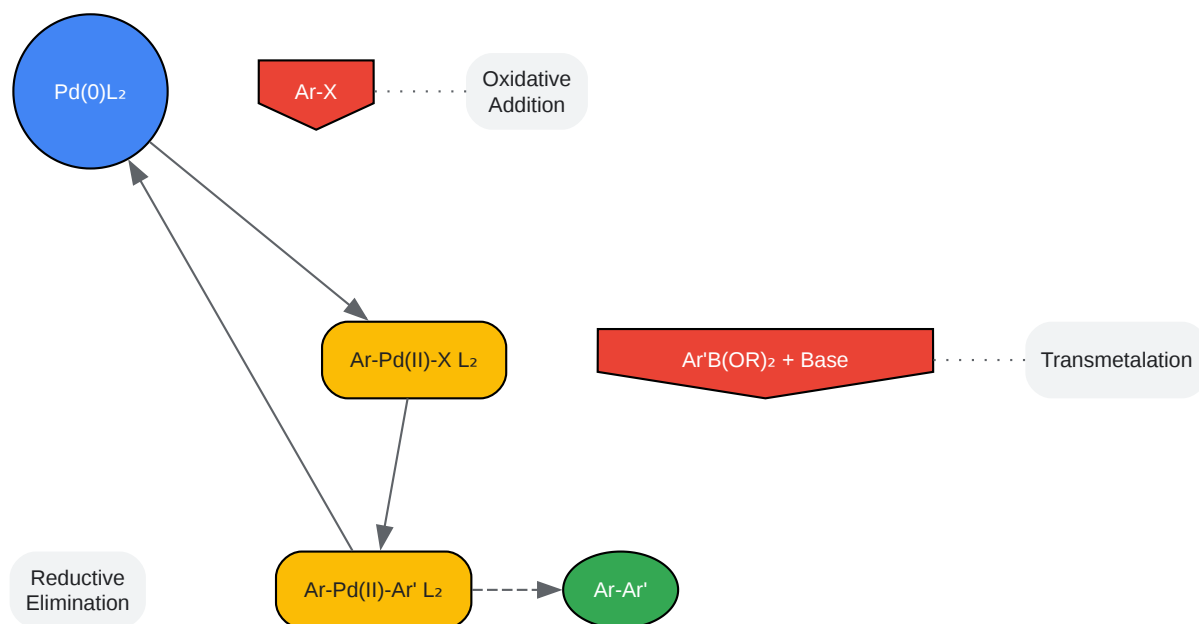 Pd(0)L₂
Ar-X
Oxidative
Addition
Ar-Pd(II)-X L₂
Ar'B(OR)₂ + Base
Transmetalation
Reductive
Elimination
Ar-Pd(II)-Ar' L₂
Ar-Ar'